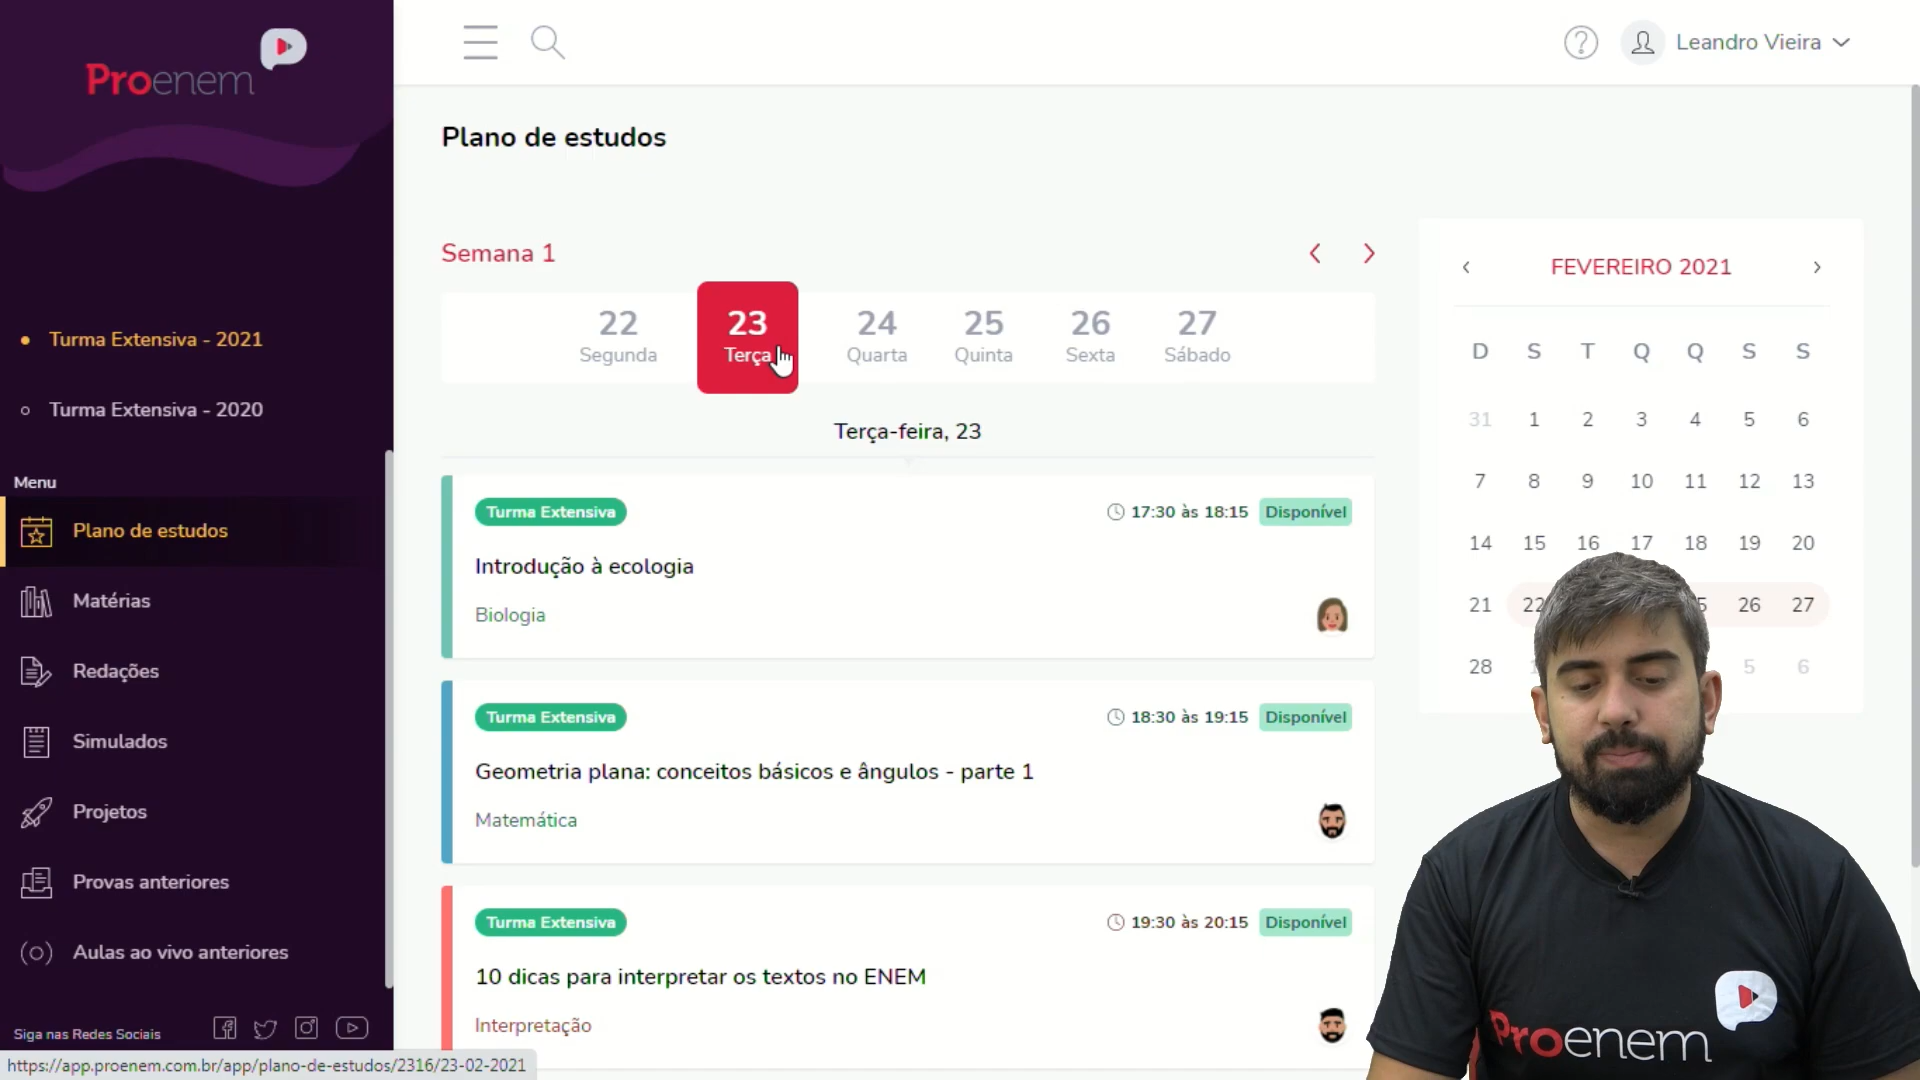 Proenem
Leandro Vieira
Plano de estudos
Semana 1
22
Segunda
23
Terça
24
Quarta
25
Quinta
26
Sexta
27
Sábado
Terça-feira, 23
Turma Extensiva
17:30 às 18:15
Disponível
Introdução à ecologia
Biologia
Turma Extensiva
18:30 às 19:15
Disponível
Geometria plana: conceitos básicos e ângulos - parte 1
Matemática
Turma Extensiva
19:30 às 20:15
Disponível
10 dicas para interpretar os textos no ENEM
Interpretação
FEVEREIRO 2021
D S T Q Q S S
31 1 2 3 4 5 6
7 8 9 10 11 12 13
14 15 16 17 18 19 20
21 22 26 27
28 5 6
Turma Extensiva - 2021
Turma Extensiva - 2020
Menu
Plano de estudos
Matérias
Redações
Simulados
Projetos
Provas anteriores
Aulas ao vivo anteriores
Siga nas Redes Sociais
https://app.proenem.com.br/app/plano-de-estudos/2316/23-02-2021
Proenem